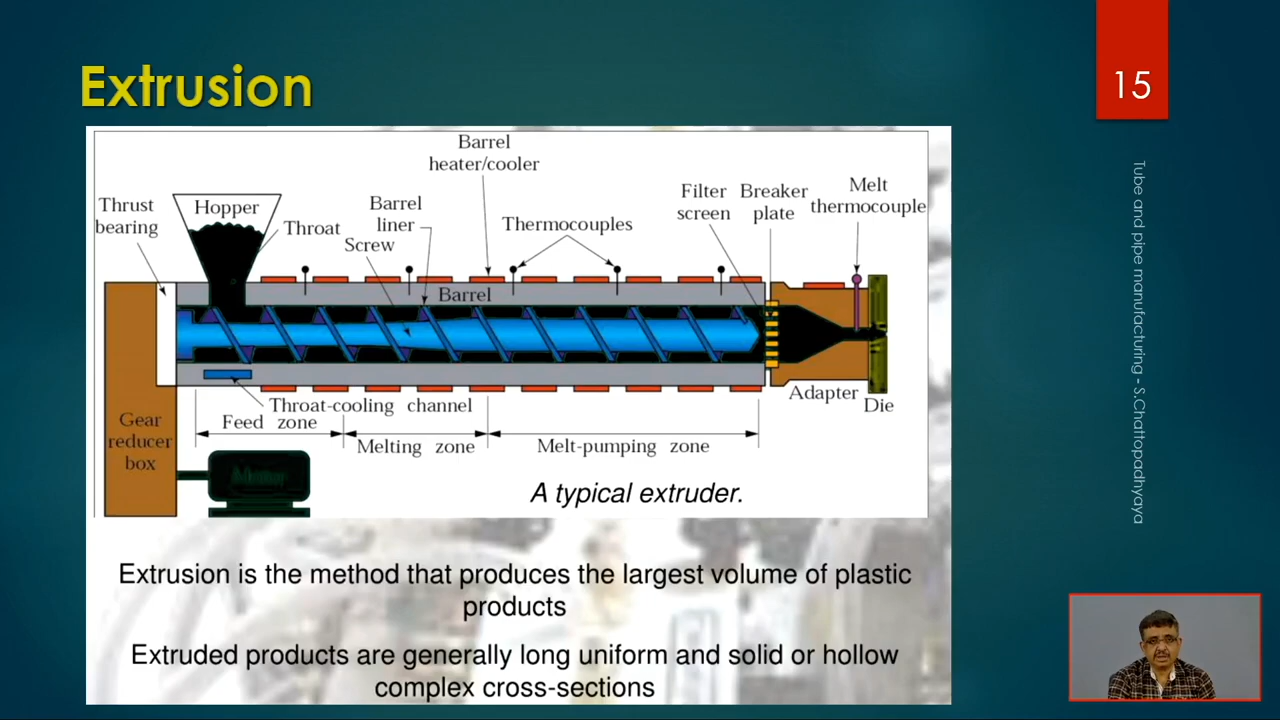 Extrusion
15
Barrel
heater/cooler
Thrust
bearing
Hopper
Throat
Barrel
liner
Screw
Thermocouples
Filter
screen
Breaker
plate
Melt
thermocouple
Barrel
Throat-cooling channel
Feed zone
Melting zone
Melt-pumping zone
Adapter
Die
Gear
reducer
box
Motor
A typical extruder.
Extrusion is the method that produces the largest volume of plastic
products
Extruded products are generally long uniform and solid or hollow
complex cross-sections
Tube and pipe manufacturing - S.Chattopadhyaya